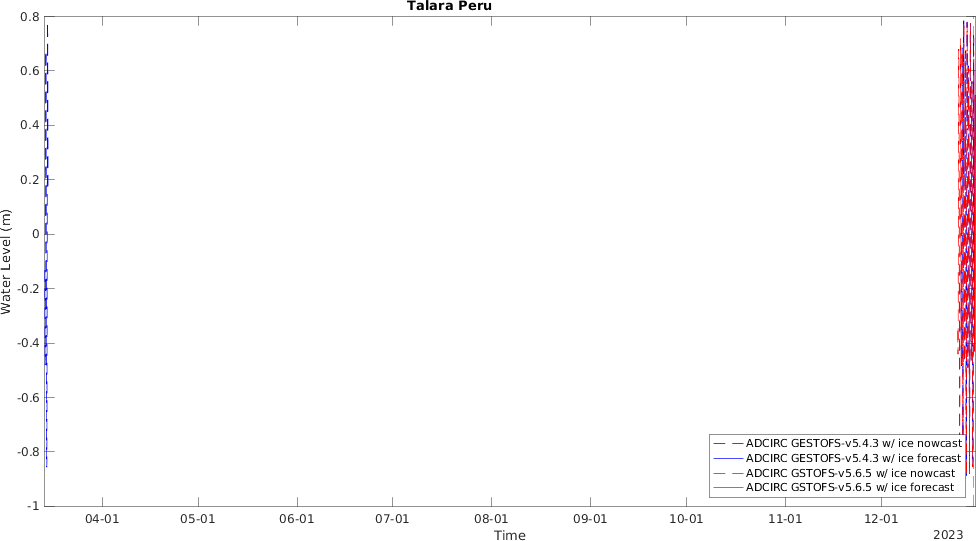 Talara Peru
0.8
0.6
0.4
0.2
0
-0.2
-0.4
-0.6
-0.8
-1
Water Level (m)
ADCIRC GESTOFS-v5.4.3 w/ ice nowcast
ADCIRC GESTOFS-v5.4.3 w/ ice forecast
ADCIRC GSTOFS-v5.6.5 w/ ice nowcast
ADCIRC GSTOFS-v5.6.5 w/ ice forecast
04-01 05-01 06-01 07-01 08-01 09-01 10-01 11-01 12-01
Time
2023